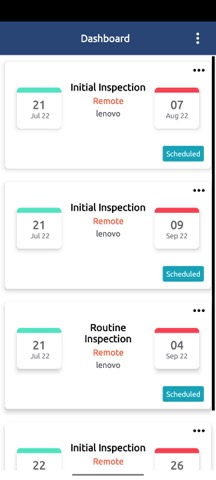 Dashboard
Initial Inspection
21
Jul 22
Remote
lenovo
07
Aug 22
Scheduled
Initial Inspection
21
Jul 22
Remote
lenovo
09
Sep 22
Scheduled
Routine
Inspection
21
Jul 22
Remote
lenovo
04
Sep 22
Scheduled
Initial Inspection
22
Remote
26